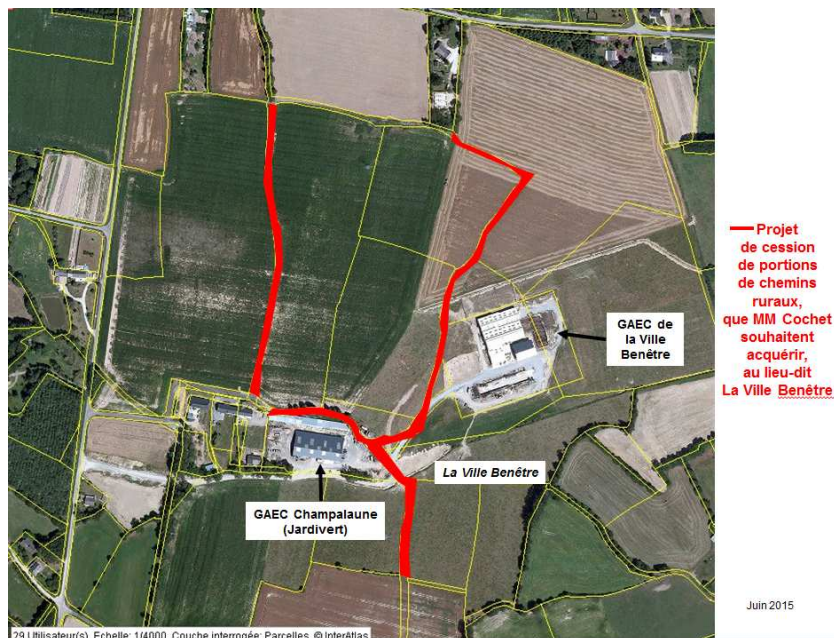 Projet
de cession
de portions
de chemins
ruraux,
que MM Cochet
souhaitent
acquérir,
au lieu-dit
La Ville Benêtre
GAEC de
la Ville
Benêtre
La Ville Benêtre
GAEC Champalaune
(Jardivert)
Juin 2015
29 Utilisateur(s), Echelle: 1/4000, Couche interrogée: Parcelles, © InterAtlas